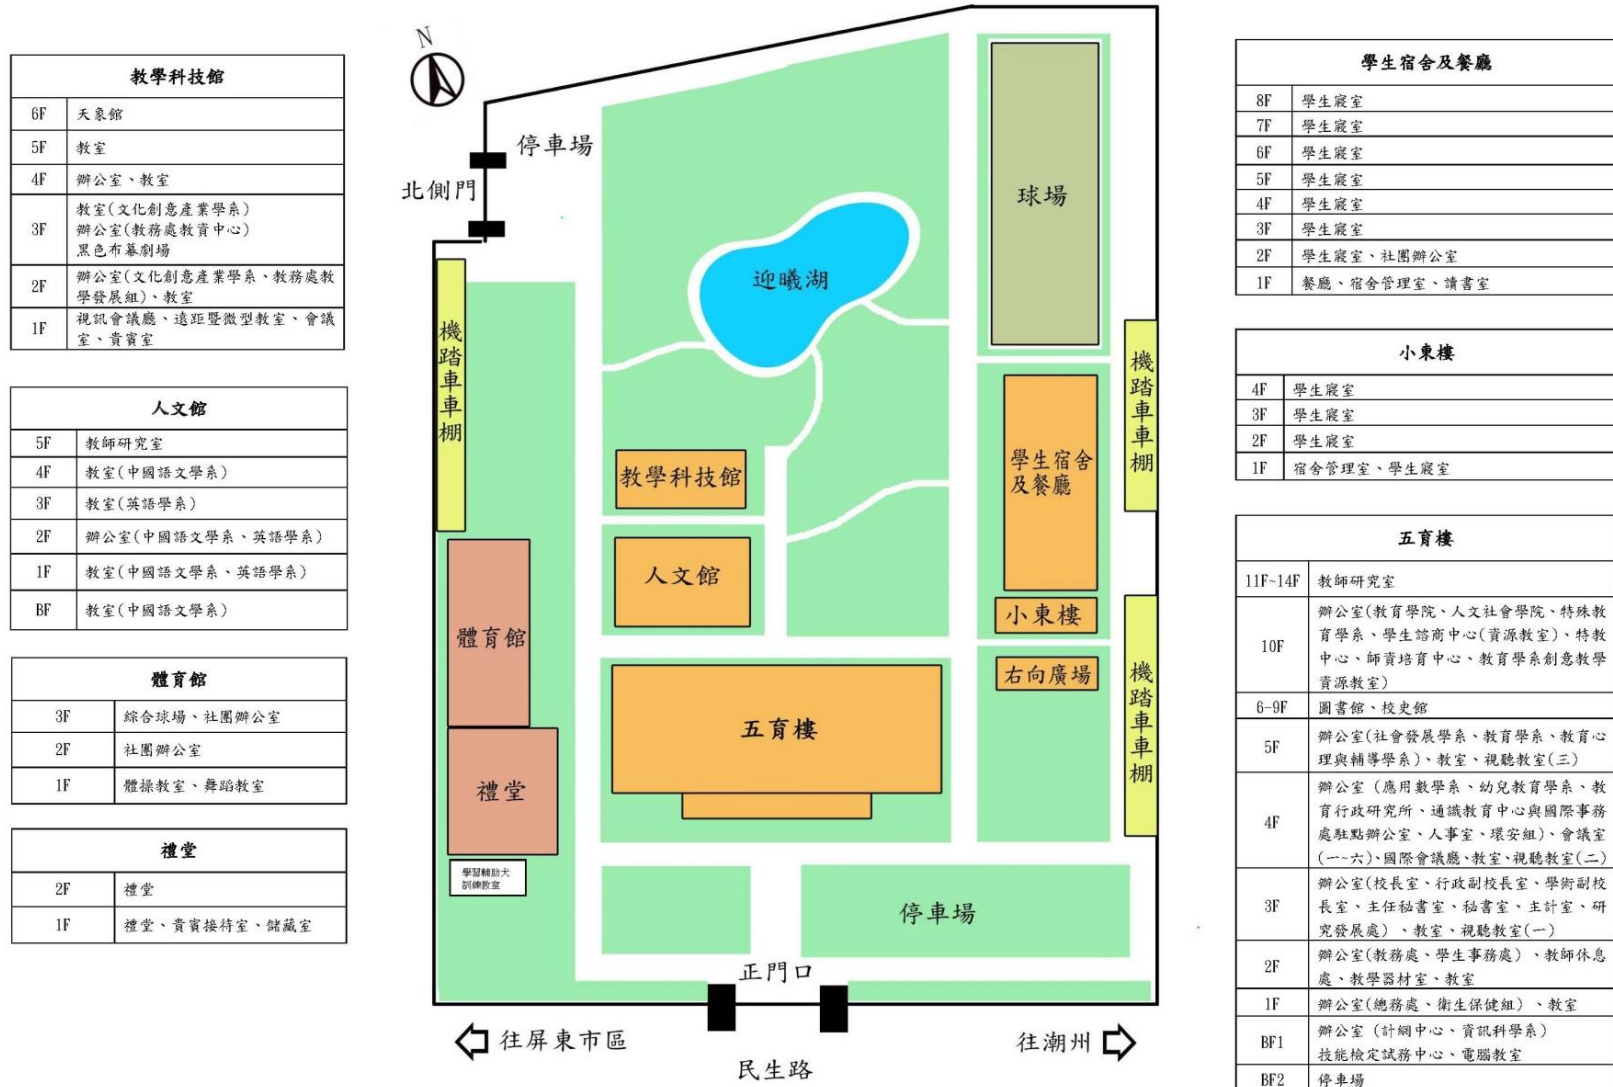 教學科技館
6F 天象館
5F 教室
4F 辦公室、教室
3F 教室(文化創意產業學系)
辦公室(教務處教資中心)
黑色布幕劇場
2F 辦公室(文化創意產業學系、教務處教
學發展組)、教室
1F 視訊會議廳、遠距暨微型教室、會議
室、貴賓室
人文館
5F 教師研究室
4F 教室(中國語文學系)
3F 教室(英語學系)
2F 辦公室(中國語文學系、英語學系)
1F 教室(中國語文學系、英語學系)
BF 教室(中國語文學系)
體育館
3F 綜合球場、社團辦公室
2F 社團辦公室
1F 體操教室、舞蹈教室
禮堂
2F 禮堂
1F 禮堂、貴賓接待室、儲藏室
N
停車場
北側門
球場
迎曦湖
機踏車車棚
機踏車車棚
教學科技館
學生宿舍
及餐廳
人文館
小東樓
體育館
右向廣場
機踏車車棚
五育樓
禮堂
學習輔助犬
訓練教室
停車場
正門口
往屏東市區
往潮州
民生路
學生宿舍及餐廳
8F 學生寢室
7F 學生寢室
6F 學生寢室
5F 學生寢室
4F 學生寢室
3F 學生寢室
2F 學生寢室、社團辦公室
1F 餐廳、宿舍管理室、讀書室
小東樓
4F 學生寢室
3F 學生寢室
2F 學生寢室
1F 宿舍管理室、學生寢室
五育樓
11F~14F 教師研究室
10F 辦公室(教育學院、人文社會學院、特殊教
育學系、學生諮商中心(資源教室)、特教
中心、師資培育中心、教育學系創意教學
資源教室)
6-9F 圖書館、校史館
5F 辦公室(社會發展學系、教育學系、教育心
理與輔導學系)、教室、視聽教室(三)
4F 辦公室 (應用數學系、幼兒教育學系、教
育行政研究所、通識教育中心與國際事務
處駐點辦公室、人事室、環安組)、會議室
(一~六)、國際會議廳、教室、視聽教室(二)
3F 辦公室(校長室、行政副校長室、學術副校
長室、主任秘書室、秘書室、主計室、研
究發展處) 、教室、視聽教室(一)
2F 辦公室(教務處、學生事務處) 、教師休息
處、教學器材室、教室
1F 辦公室(總務處、衛生保健組) 、教室
BF1 辦公室 (計網中心、資訊科學系)
技能檢定試務中心、電腦教室
BF2 停車場